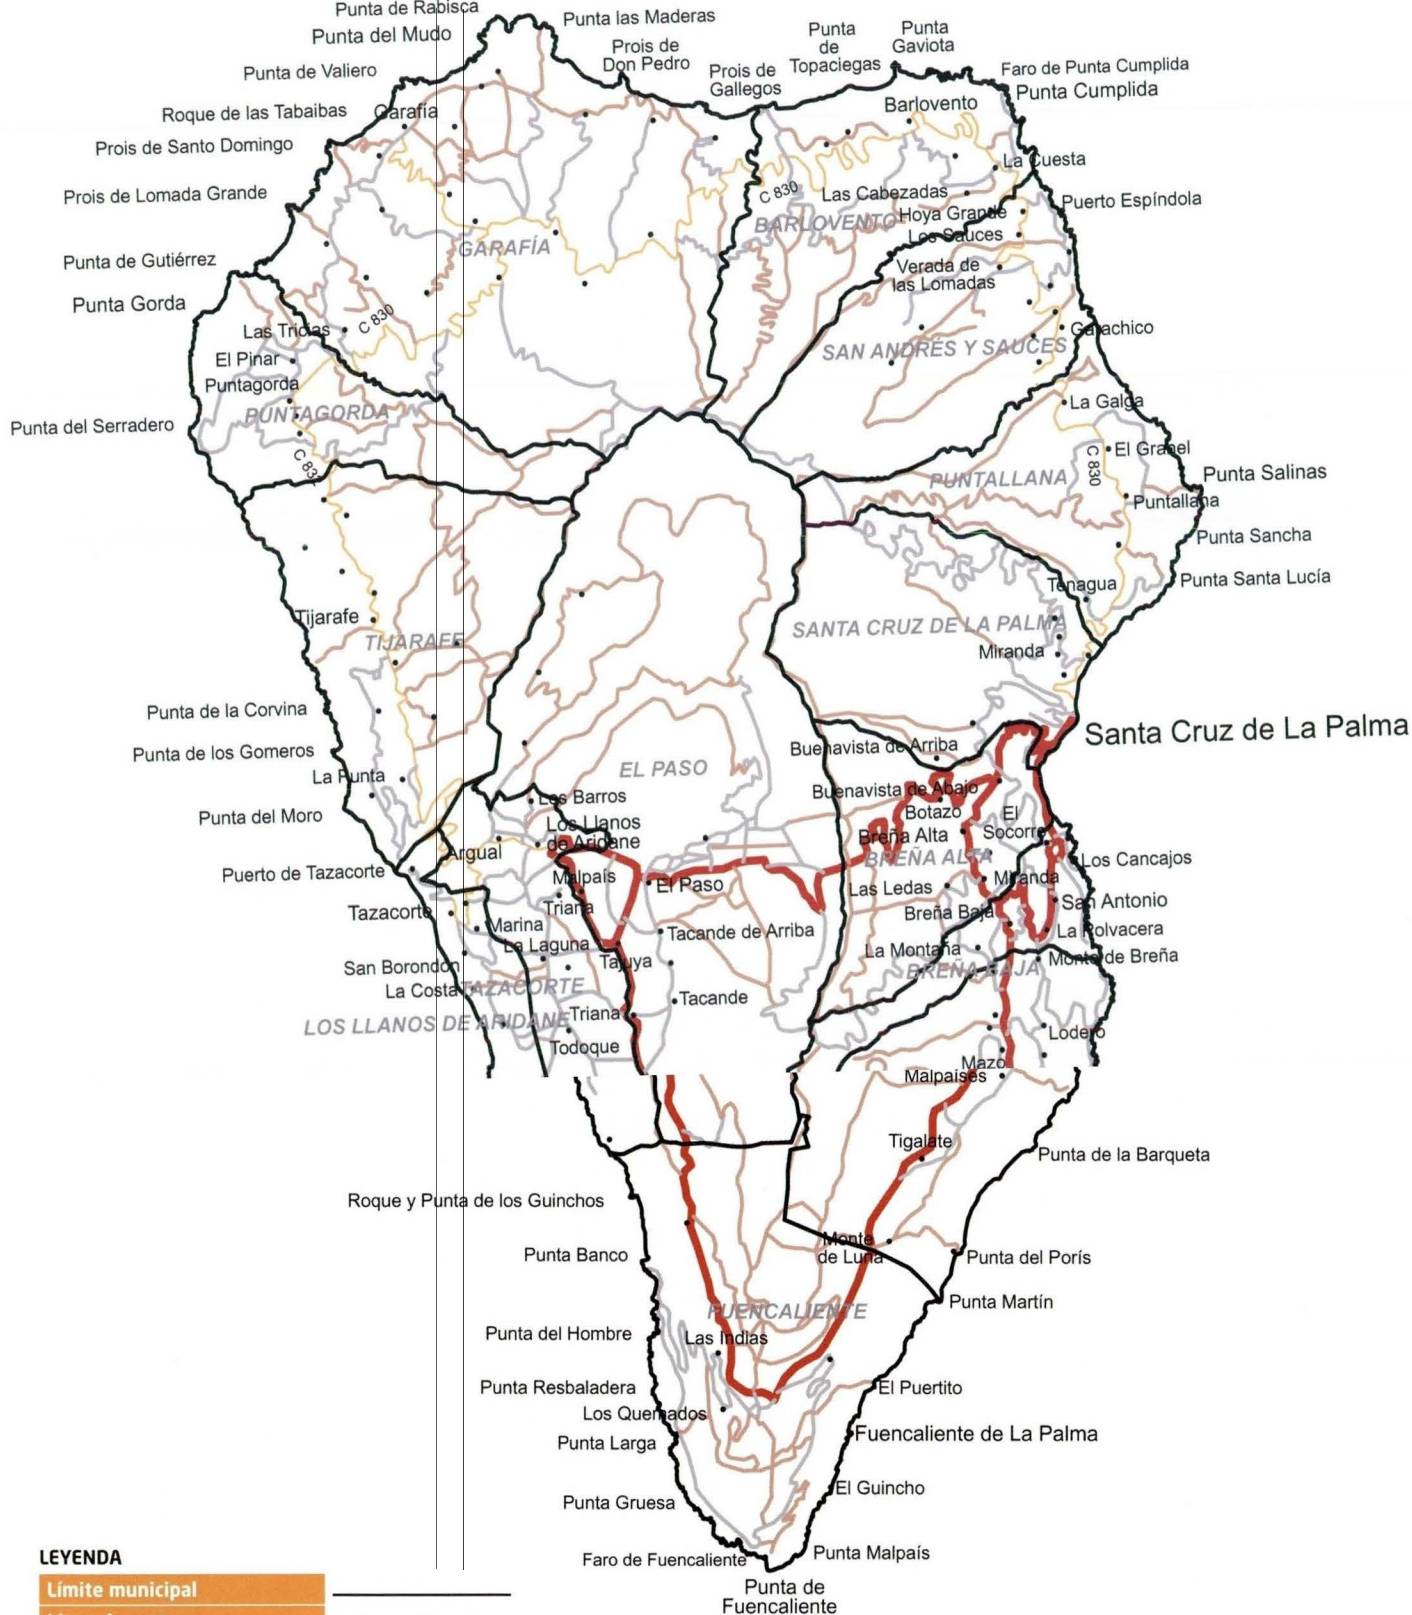 Punta de Rabisca
Punta las Maderas
Punta del Mudo
Prois de
Don Pedro
Punta
de
Topaciegas
Punta
Gaviota
Punta de Valiero
Prois de
Gallegos
Faro de Punta Cumplida
Punta Cumplida
Roque de las Tabaibas
Garafía
Barlovento
Prois de Santo Domingo
La Cuesta
Prois de Lomada Grande
C 830
Las Cabezadas
Puerto Espíndola
BARLOVENTO
Hoya Grande
Los Sauces
GARAFÍA
Punta de Gutiérrez
Verada de
las Lomadas
Punta Gorda
C 830
Las Tricias
Galachico
SAN ANDRÉS Y SAUCES
El Pinar
Puntagorda
PUNTAGORDA
La Galga
Punta del Serradero
C 83
El Granel
C 830
PUNTALLANA
Punta Salinas
Puntallana
Punta Sancha
Tenagua
Punta Santa Lucía
Tijarafe
TIJARAFE
SANTA CRUZ DE LA PALMA
Miranda
Punta de la Corvina
Santa Cruz de La Palma
Punta de los Gomeros
Buenavista de Arriba
La Punta
EL PASO
Buenavista de Abajo
Los Barros
Punta del Moro
Botazo
El
Socorro
Los Llanos
de Aridane
Breña Alta
BREÑA ALTA
Argual
Los Cancajos
Puerto de Tazacorte
Malpaís
El Paso
Las Ledas
Miranda
San Antonio
Tazacorte
Triana
Breña Baja
Marina
Tacande de Arriba
La Polvacera
La Laguna
La Montaña
Monte de Breña
San Borondón
Tajuya
BREÑA BAJA
La Costa
TAZACORTE
Tacande
LOS LLANOS DE ARIDANE
Triana
Lodero
Todoque
Mazo
Malpaises
Tigalate
Punta de la Barqueta
Roque y Punta de los Guinchos
Monte
de Luna
Punta Banco
Punta del Porís
Punta Martín
FUENCALIENTE
Punta del Hombre
Las Indias
Punta Resbaladera
El Puertito
Los Quemados
Punta Larga
Fuencaliente de La Palma
El Guincho
Punta Gruesa
Faro de Fuencaliente
Punta Malpaís
Punta de
Fuencaliente
LEYENDA
Límite municipal